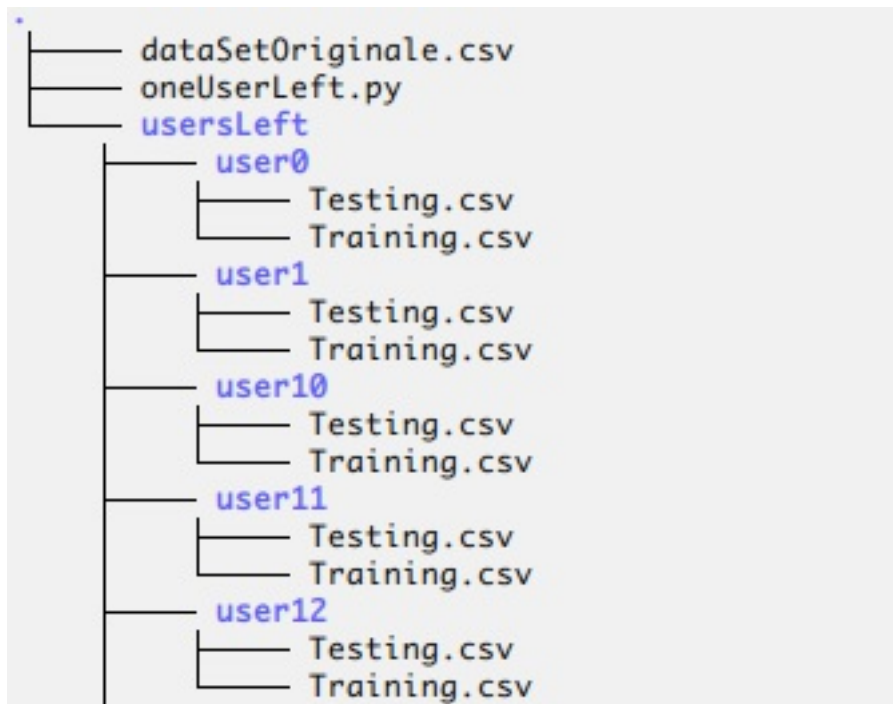 .
dataSetOriginale.csv
oneUserLeft.py
usersLeft
user0
Testing.csv
Training.csv
user1
Testing.csv
Training.csv
user10
Testing.csv
Training.csv
user11
Testing.csv
Training.csv
user12
Testing.csv
Training.csv